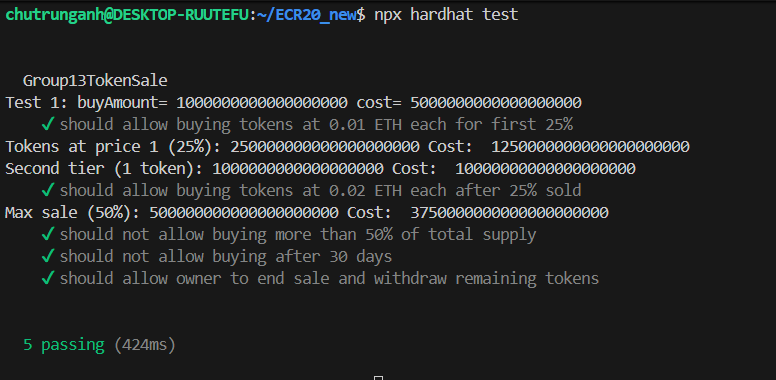 chutrunganh@DESKTOP-RUUTEFU:~/ECR20_new$ npx hardhat test
Group13TokenSale
Test 1: buyAmount= 1000000000000000000 cost= 5000000000000000000
✓ should allow buying tokens at 0.01 ETH each for first 25%
Tokens at price 1 (25%): 250000000000000000000 Cost:  1250000000000000000000
Second tier (1 token): 1000000000000000000 Cost:  10000000000000000000
✓ should allow buying tokens at 0.02 ETH each after 25% sold
Max sale (50%): 500000000000000000000 Cost:  3750000000000000000000
✓ should not allow buying more than 50% of total supply
✓ should not allow buying after 30 days
✓ should allow owner to end sale and withdraw remaining tokens
5 passing (424ms)